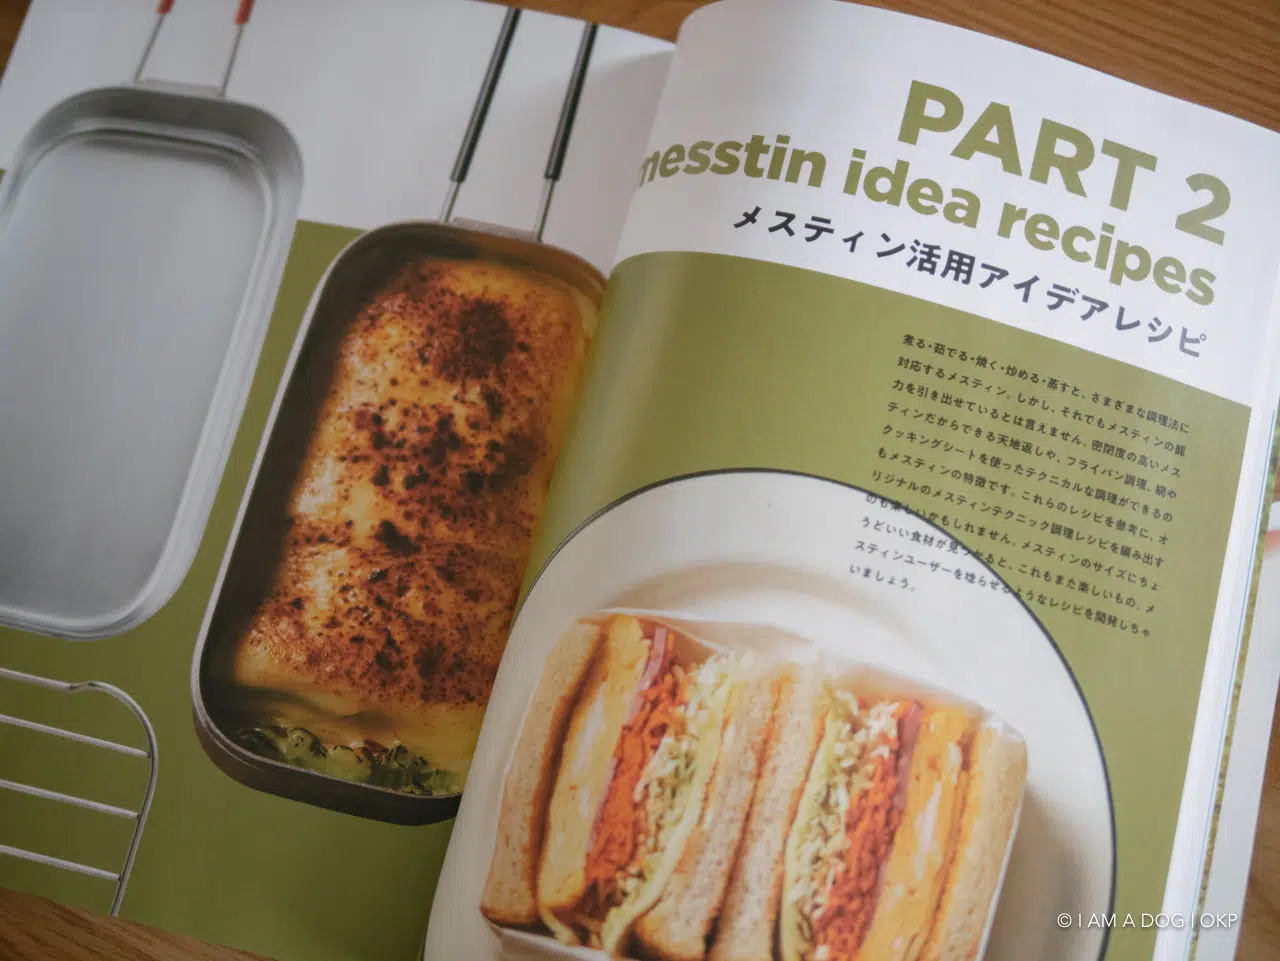 PART 2
messtin idea recipes
メスティン活用アイデアレシピ
煮る・茹でる・焼く・炒める・蒸すと、さまざまな調理法に
対応するメスティン。しかし、それでもメスティンの能
力を引き出せているとは言えません。密閉度の高いメス
ティンだからできる天地返しや、フライパン調理、網や
クッキングシートを使ったテクニカルな調理ができるの
もメスティンの特徴です。これらのレシピを参考に、オ
リジナルのメスティンテクニック調理レシピを編み出す
のも楽しいかもしれません。メスティンのサイズにちょ
うどいい食材が見つかると、これもまた楽しいもの。メ
スティンユーザーを唸らせるようなレシピを開発しちゃ
いましょう。
© I AM A DOG | OKP